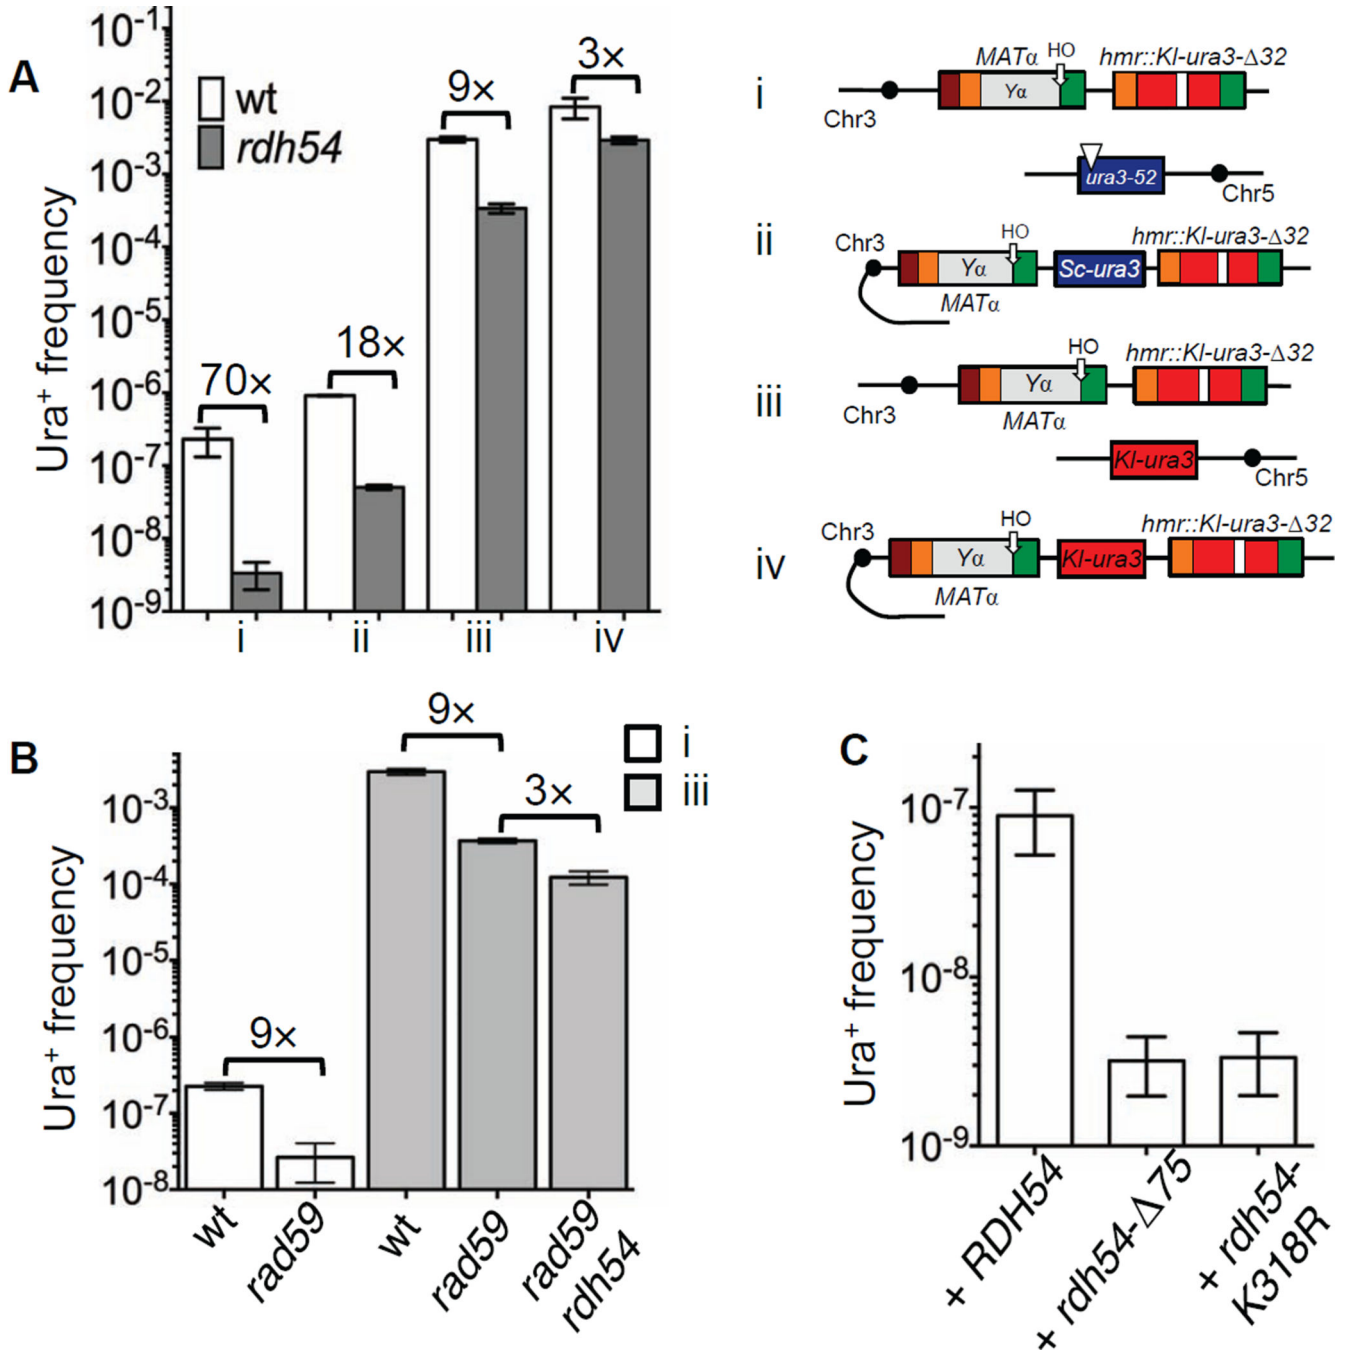 A
Ura⁺ frequency
10⁻¹
10⁻²
10⁻³
10⁻⁴
10⁻⁵
10⁻⁶
10⁻⁷
10⁻⁸
10⁻⁹
wt
rdh54
70×
18×
9×
3×
i
ii
iii
iv
i
MATα
HO
hmr::Kl-ura3-Δ32
Yα
Chr3
ura3-52
Chr5
ii
Chr3
HO
hmr::Kl-ura3-Δ32
Yα
Sc-ura3
MATα
iii
HO
hmr::Kl-ura3-Δ32
Yα
Chr3
MATα
Kl-ura3
Chr5
iv
Chr3
HO
hmr::Kl-ura3-Δ32
Yα
Kl-ura3
MATα
B
Ura⁺ frequency
10⁻³
10⁻⁴
10⁻⁵
10⁻⁶
10⁻⁷
10⁻⁸
9×
9×
3×
i
iii
wt
rad59
wt
rad59
rad59
rdh54
C
Ura⁺ frequency
10⁻⁷
10⁻⁸
10⁻⁹
+ RDH54
+ rdh54-Δ75
+ rdh54-
K318R